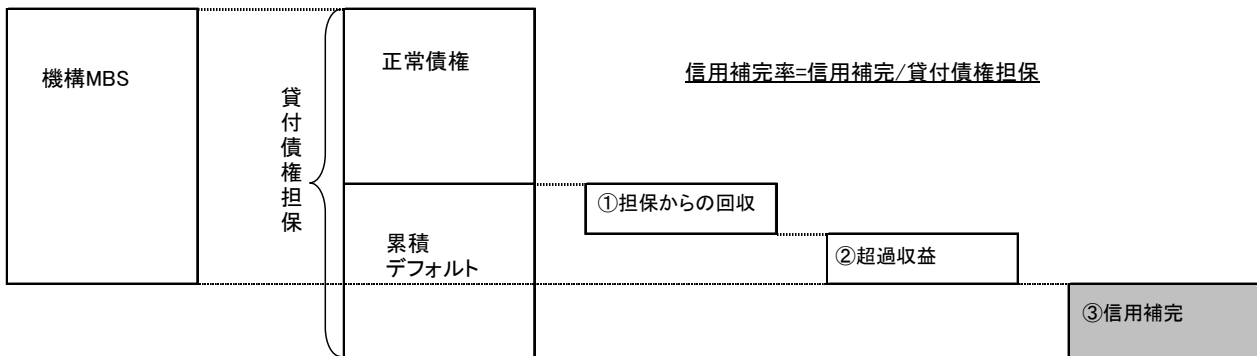 機構MBS
貸付債権担保
正常債権
信用補完率=信用補完/貸付債権担保
①担保からの回収
累積
デフォルト
②超過収益
③信用補完